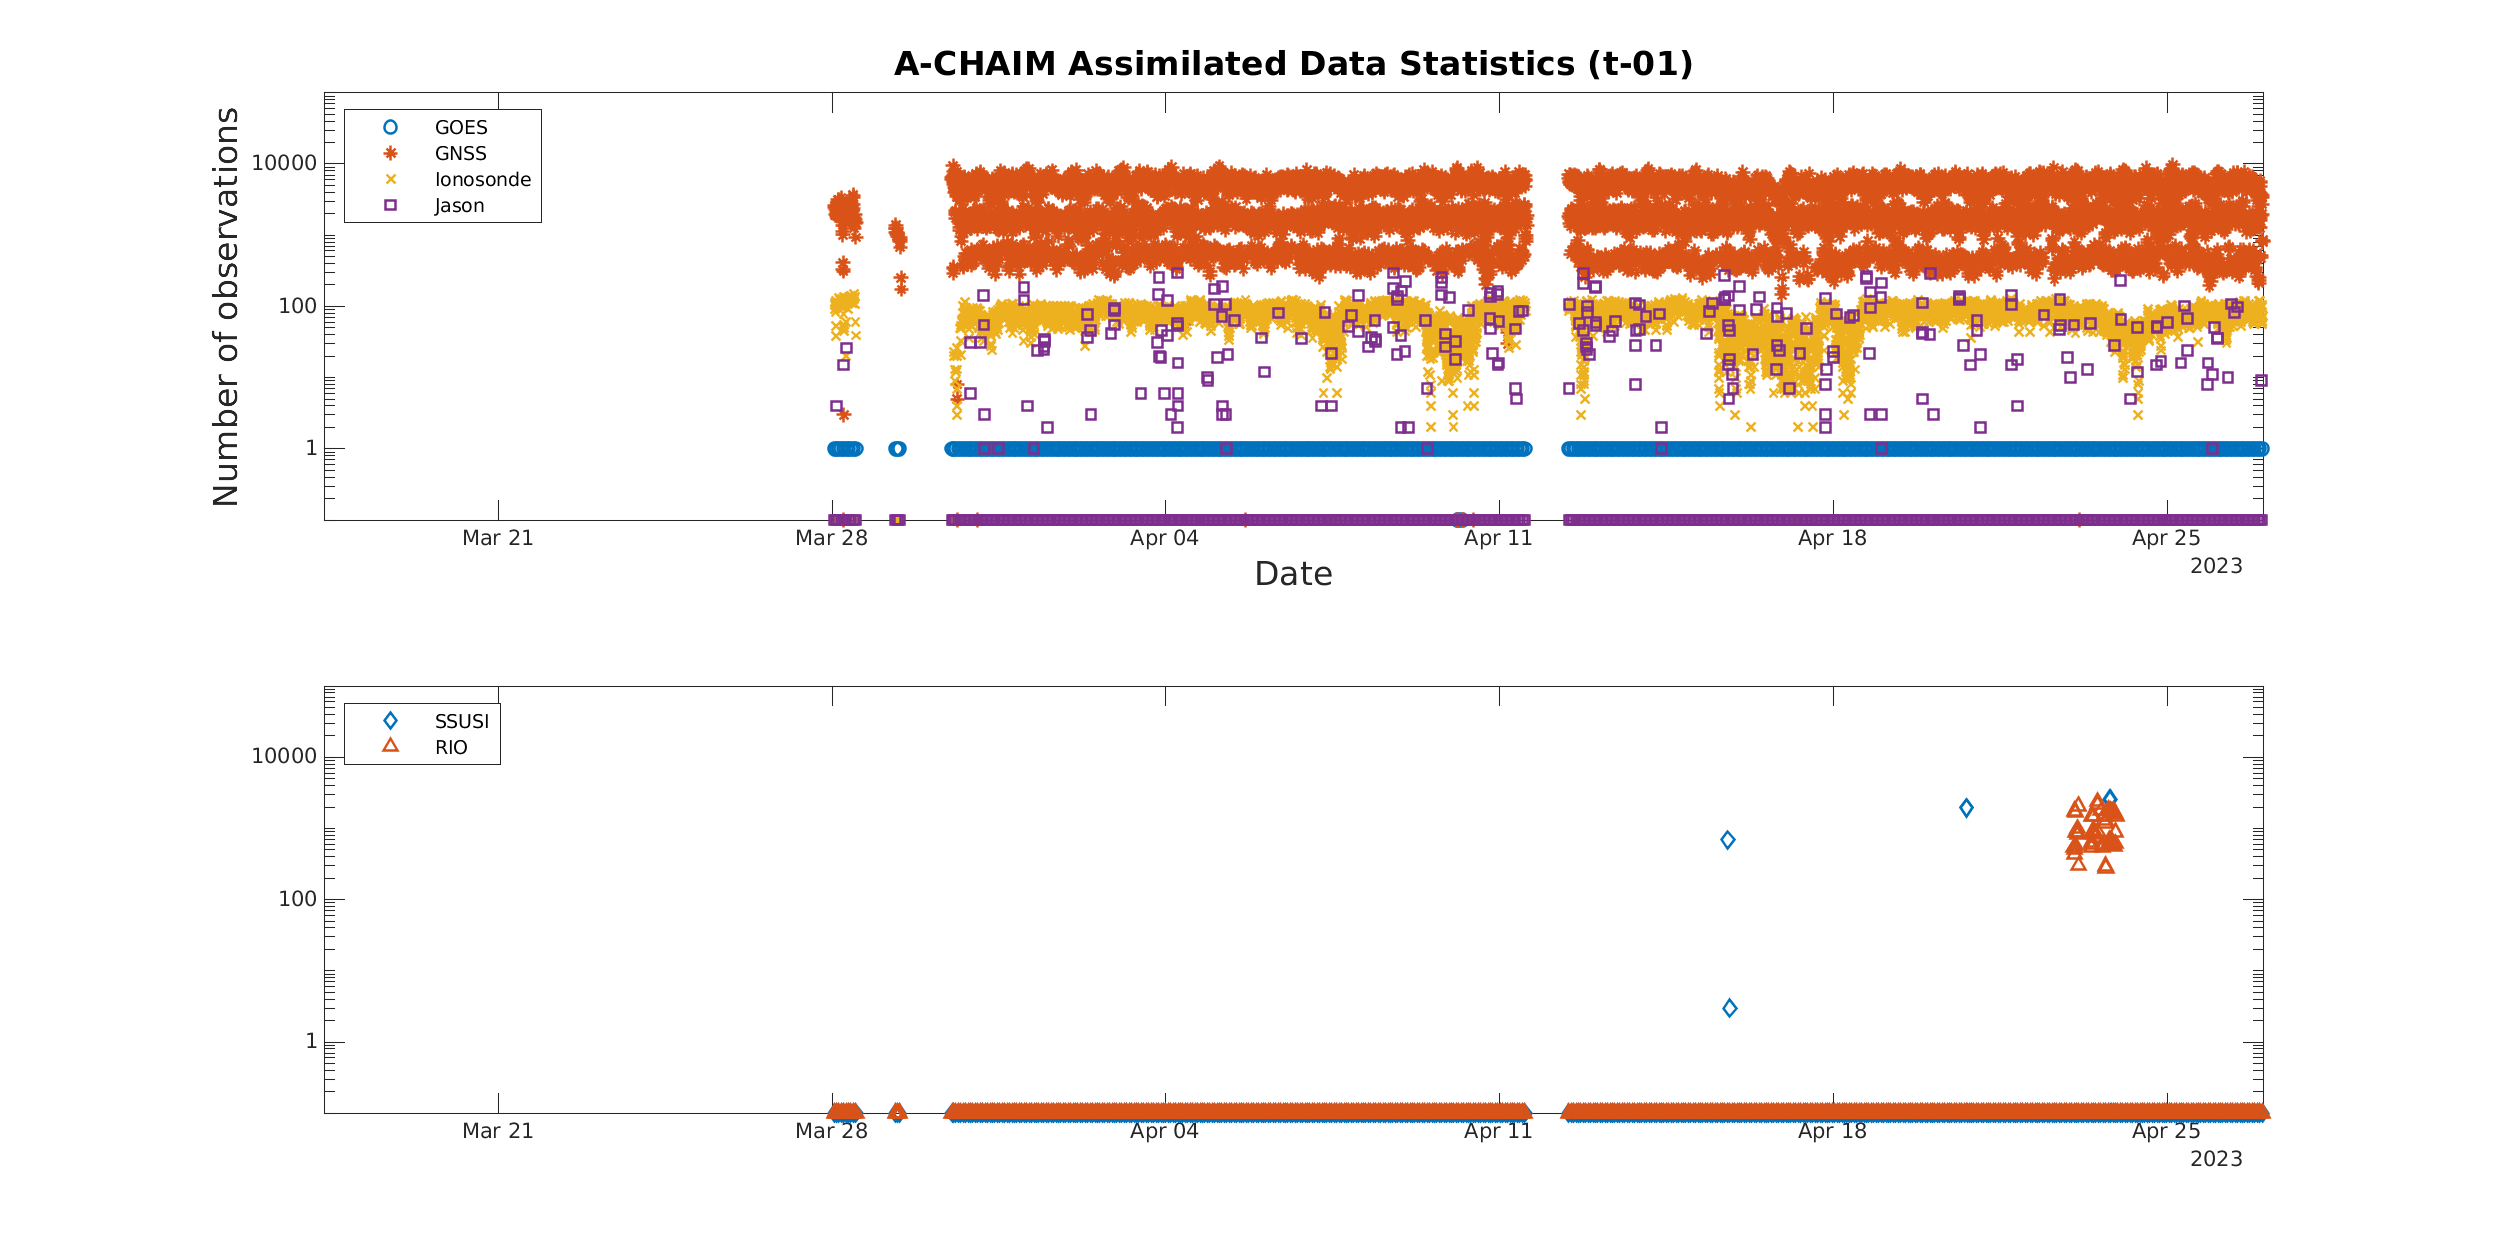 A-CHAIM Assimilated Data Statistics (t-01)
Number of observations
GOES
GNSS
Ionosonde
Jason
10000
100
1
Mar 21 Mar 28 Apr 04 Apr 11 Apr 18 Apr 25
2023
Date
SSUSI
RIO
10000
100
1
Mar 21 Mar 28 Apr 04 Apr 11 Apr 18 Apr 25
2023